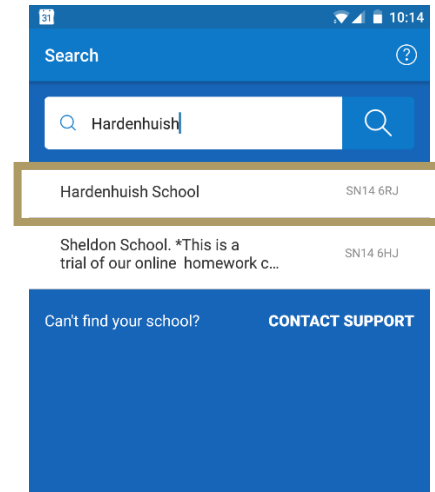 31 10:14
Search ?
Hardenhuish
Hardenhuish School SN14 6RJ
Sheldon School. *This is a
trial of our online homework c... SN14 6HJ
Can't find your school? CONTACT SUPPORT